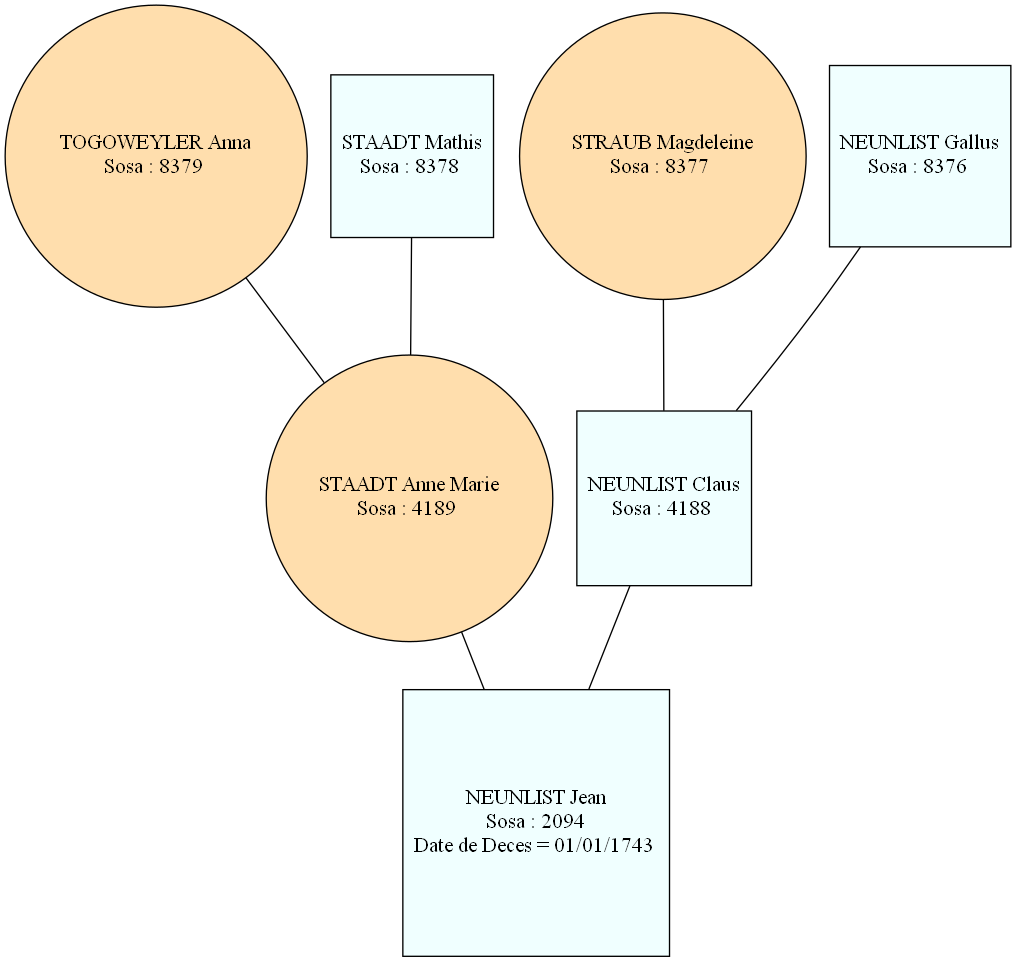 TOGOWEYLER Anna
Sosa : 8379
STAADT Mathis
Sosa : 8378
STRAUB Magdeleine
Sosa : 8377
NEUNLIST Gallus
Sosa : 8376
STAADT Anne Marie
Sosa : 4189
NEUNLIST Claus
Sosa : 4188
NEUNLIST Jean
Sosa : 2094
Date de Deces = 01/01/1743